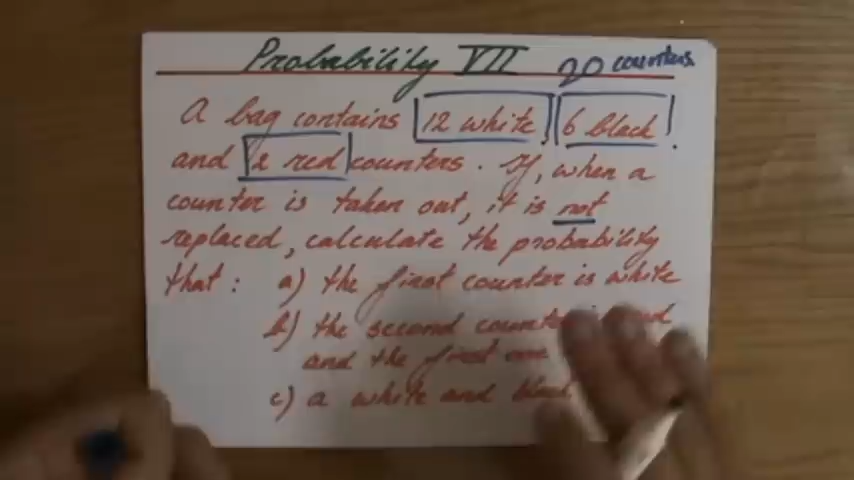 Probability VII 20 counters
A bag contains 12 white, 6 black
and 2 red counters. If, when a
counter is taken out, it is not
replaced, calculate the probability
that: a) the first counter is white
b) the second counter
and the first one
c) a white and black